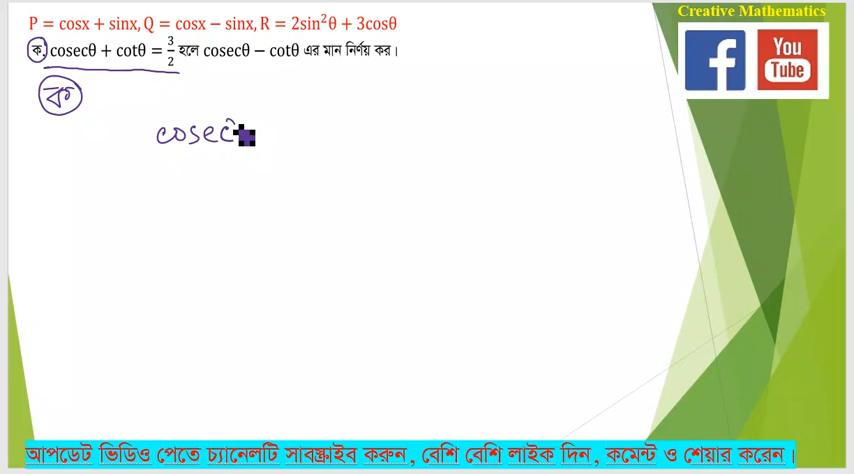 Creative Mathematics
P = cosx + sinx, Q = cosx − sinx, R = 2sin²θ + 3cosθ
ক. cosecθ + cotθ = 3/2 হলে cosecθ − cotθ এর মান নির্ণয় কর।
You
Tube
ক
cosec²
আপডেট ভিডিও পেতে চ্যানেলটি সাবস্ক্রাইব করুন, বেশি বেশি লাইক দিন, কমেন্ট ও শেয়ার করেন।